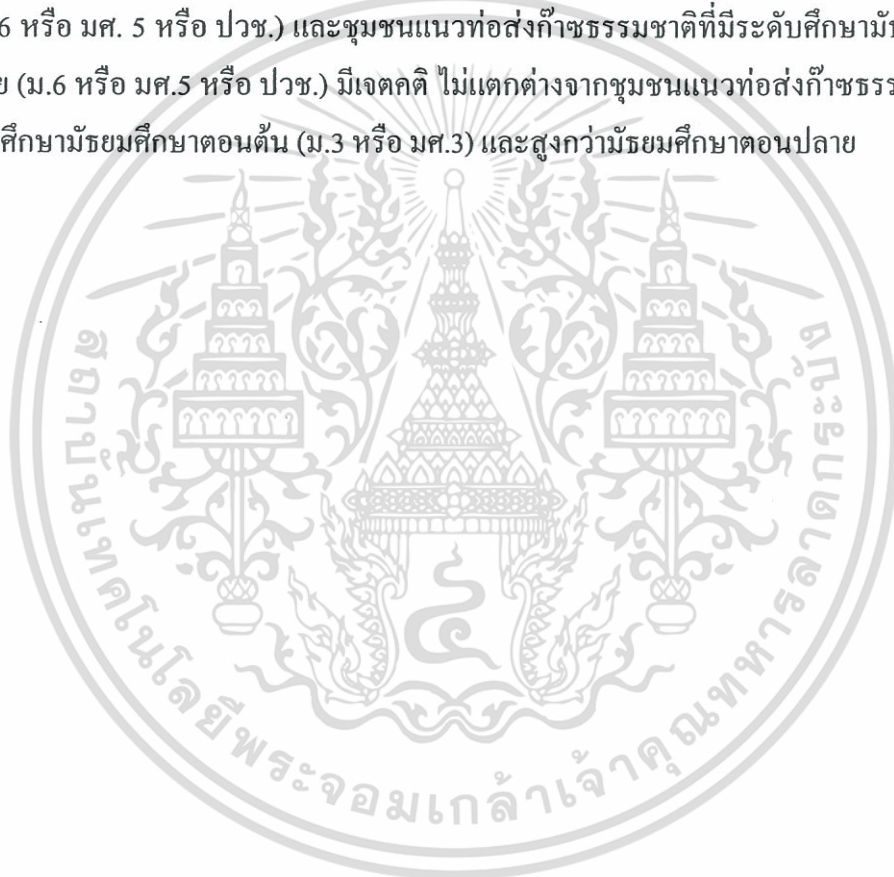 6 หรือ มศ. 5 หรือ ปวช.) และชุมชนแนวท่อส่งก๊าซธรรมชาติที่มีระดับศึกษามัธ
ย (ม.6 หรือ มศ.5 หรือ ปวช.) มีเจตคติ ไม่แตกต่างจากชุมชนแนวท่อส่งก๊าซธรร
ศึกษามัธยมศึกษาตอนต้น (ม.3 หรือ มศ.3) และสูงกว่ามัธยมศึกษาตอนปลาย
สถาบันเทคโนโลยีพระจอมเกล้าเจ้าคุณทหารลาดกระบัง